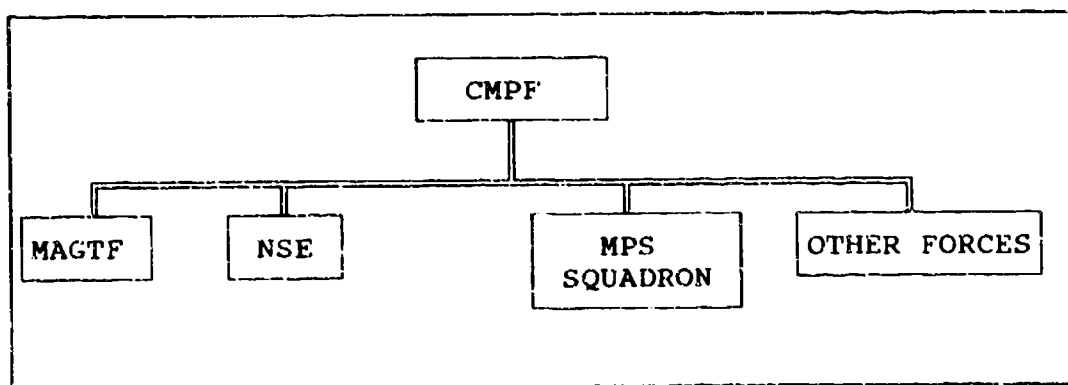 CMPF
MAGTF
NSE
MPS
SQUADRON
OTHER FORCES